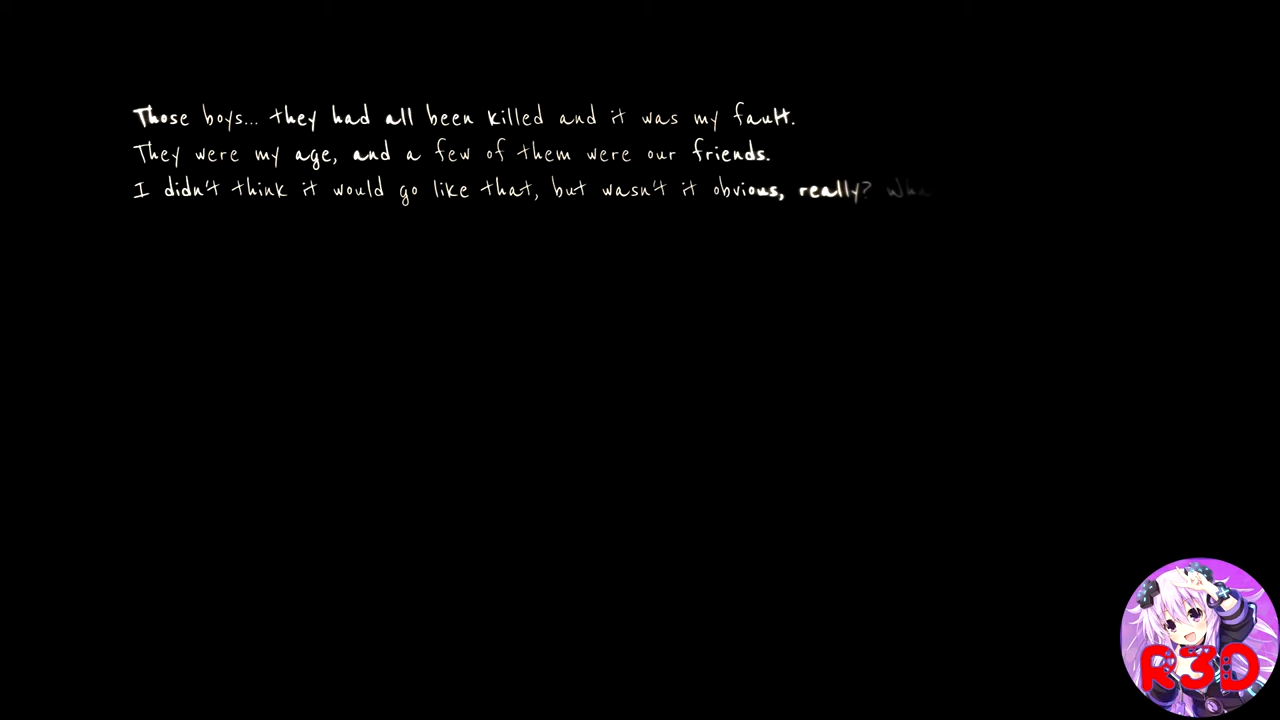 Those boys... they had all been killed and it was my fault.
They were my age, and a few of them were our friends.
I didn't think it would go like that, but wasn't it obvious, really?
R3D